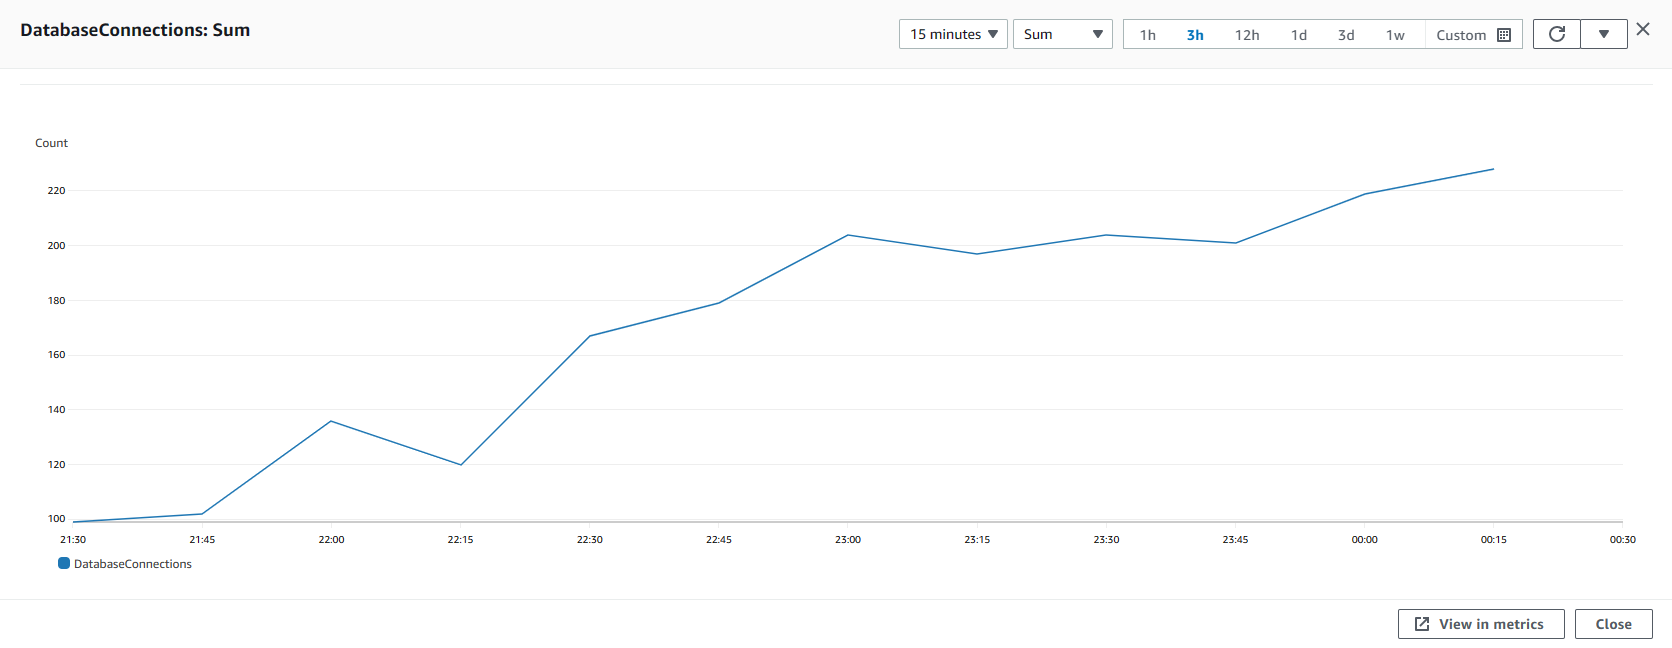 DatabaseConnections: Sum
15 minutes
Sum
1h 3h 12h 1d 3d 1w Custom
Count
220
200
180
160
140
120
100
21:30 21:45 22:00 22:15 22:30 22:45 23:00 23:15 23:30 23:45 00:00 00:15 00:30
DatabaseConnections
View in metrics
Close